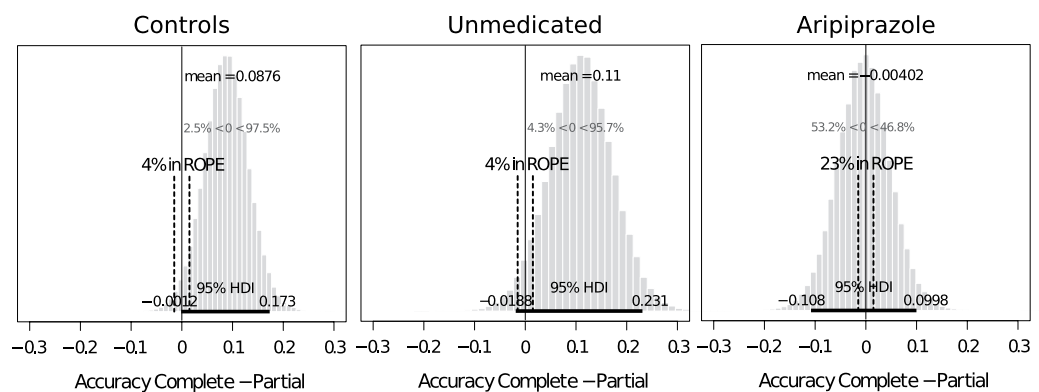 Controls
mean =0.0876
2.5% <0 <97.5%
4% in ROPE
95% HDI
−0.0012 0.173
−0.3 −0.2 −0.1 0 0.1 0.2 0.3
Accuracy Complete −Partial
Unmedicated
mean =0.11
4.3% <0 <95.7%
4% in ROPE
95% HDI
−0.0188 0.231
−0.3 −0.2 −0.1 0 0.1 0.2 0.3
Accuracy Complete −Partial
Aripiprazole
mean =−0.00402
53.2% <0 <46.8%
23% in ROPE
95% HDI
−0.108 0.0998
−0.3 −0.2 −0.1 0 0.1 0.2 0.3
Accuracy Complete −Partial